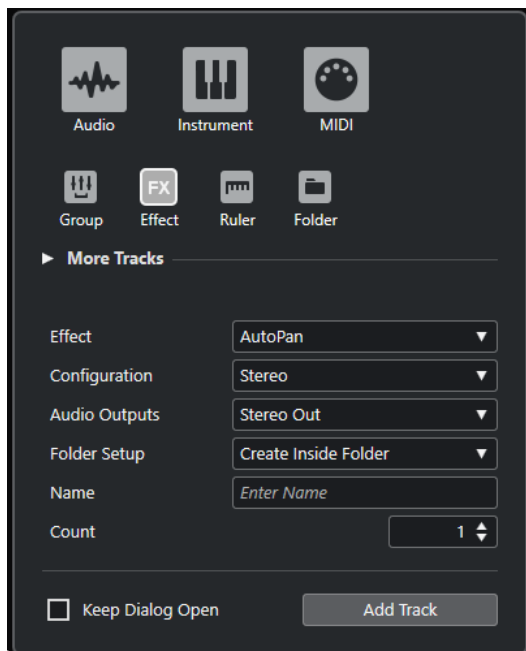 Audio Instrument MIDI
FX
Group Effect Ruler Folder
More Tracks
Effect AutoPan
Configuration Stereo
Audio Outputs Stereo Out
Folder Setup Create Inside Folder
Name Enter Name
Count 1
Keep Dialog Open Add Track